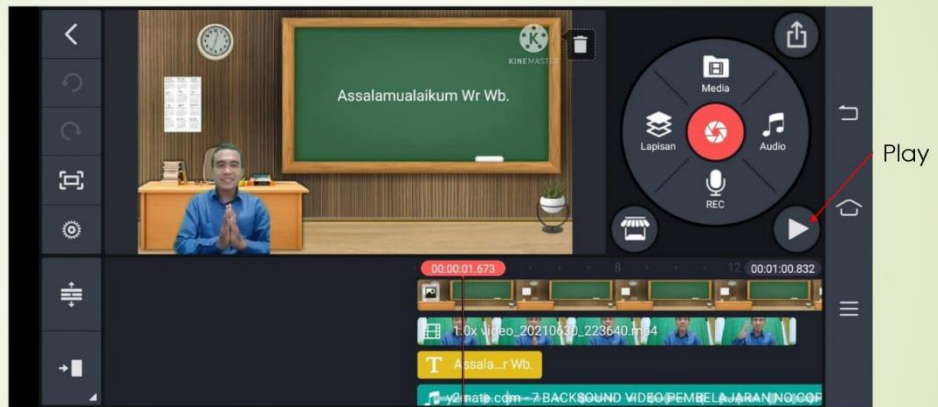 KINEMASTER
Assalamualaikum Wr Wb.
Media
Lapisan
Audio
REC
Play
00:00:01.673
8
12
00:01:00.832
1.0x video_20210630_223640.mp4
T Assala...r Wb.
y2mate.com - 7 BACKSOUND VIDEO PEMBELAJARAN NO COP